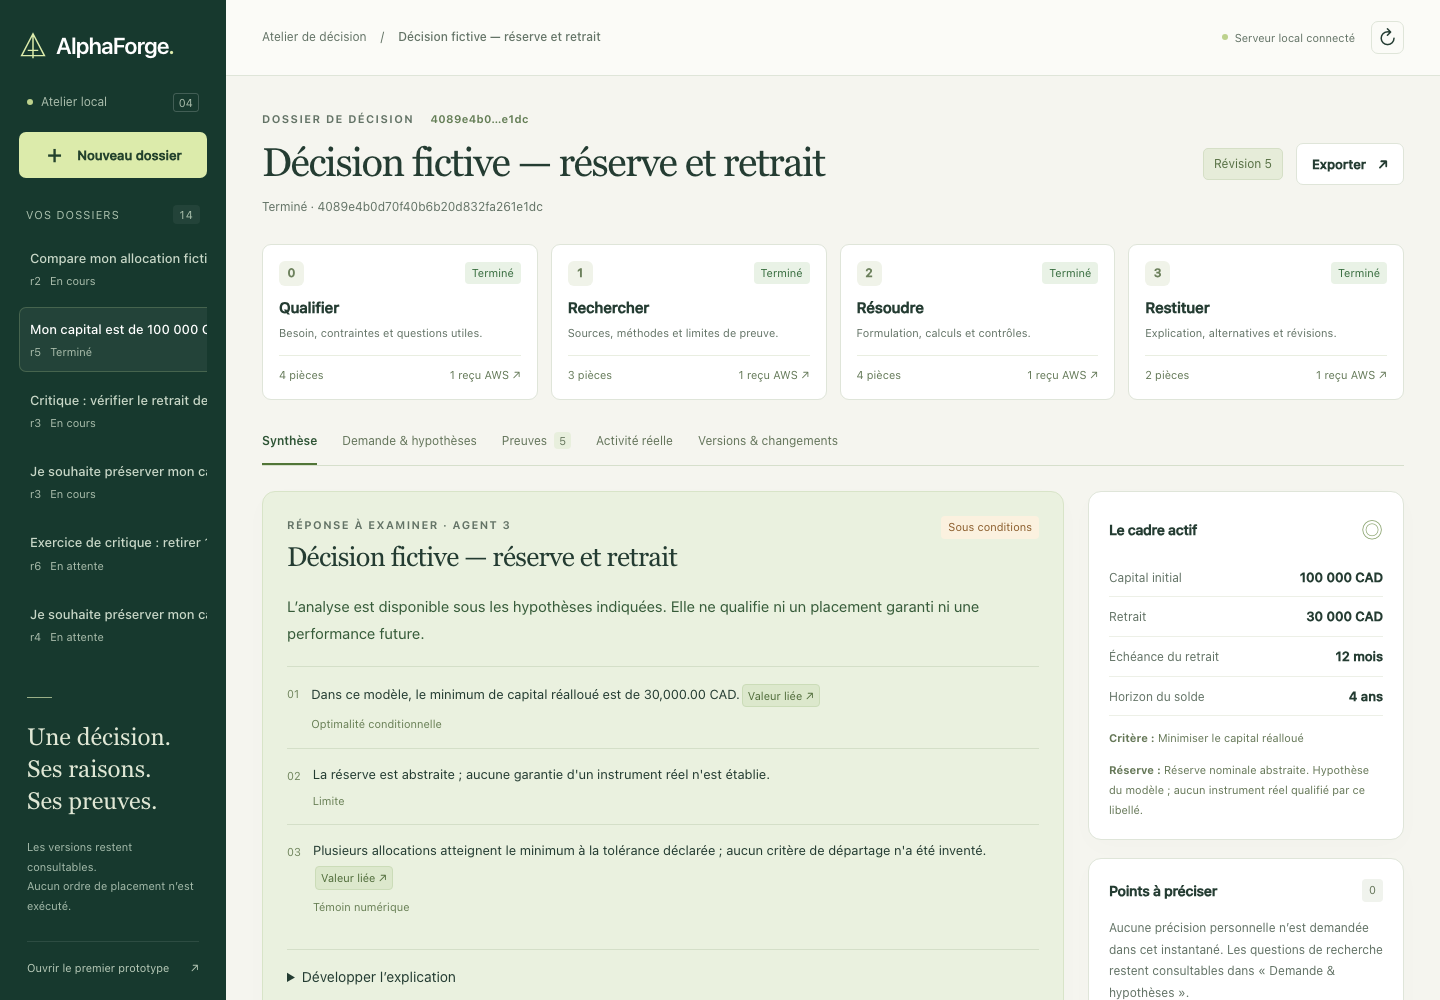 AlphaForge.
Atelier local
04
Nouveau dossier
VOS DOSSIERS
14
Compare mon allocation ficti
r2 En cours
Mon capital est de 100 000 C
r5 Terminé
Critique : vérifier le retrait de
r3 En cours
Je souhaite préserver mon ca
r3 En cours
Exercice de critique : retirer
r6 En attente
Je souhaite préserver mon ca
r4 En attente
Une décision.
Ses raisons.
Ses preuves.
Les versions restent
consultables.
Aucun ordre de placement n'est
exécuté.
Ouvrir le premier prototype ↗
Atelier de décision / Décision fictive — réserve et retrait
Serveur local connecté
DOSSIER DE DÉCISION 4089e4b0…e1dc
Décision fictive — réserve et retrait
Révision 5
Exporter ↗
Terminé · 4089e4b0d70f40b6b20d832fa261e1dc
0 Terminé
Qualifier
Besoin, contraintes et questions utiles.
4 pièces 1 reçu AWS ↗
1 Terminé
Rechercher
Sources, méthodes et limites de preuve.
3 pièces 1 reçu AWS ↗
2 Terminé
Résoudre
Formulation, calculs et contrôles.
4 pièces 1 reçu AWS ↗
3 Terminé
Restituer
Explication, alternatives et révisions.
2 pièces 1 reçu AWS ↗
Synthèse Demande & hypothèses Preuves 5 Activité réelle Versions & changements
RÉPONSE À EXAMINER · AGENT 3
Sous conditions
Décision fictive — réserve et retrait
L'analyse est disponible sous les hypothèses indiquées. Elle ne qualifie ni un placement garanti ni une
performance future.
01 Dans ce modèle, le minimum de capital réalloué est de 30,000.00 CAD. Valeur liée ↗
Optimalité conditionnelle
02 La réserve est abstraite ; aucune garantie d'un instrument réel n'est établie.
Limite
03 Plusieurs allocations atteignent le minimum à la tolérance déclarée ; aucun critère de départage n'a été inventé.
Valeur liée ↗
Témoin numérique
▶ Développer l'explication
Le cadre actif
Capital initial 100 000 CAD
Retrait 30 000 CAD
Échéance du retrait 12 mois
Horizon du solde 4 ans
Critère : Minimiser le capital réalloué
Réserve : Réserve nominale abstraite. Hypothèse
du modèle ; aucun instrument réel qualifié par ce
libellé.
Points à préciser 0
Aucune précision personnelle n'est demandée
dans cet instantané. Les questions de recherche
restent consultables dans « Demande &
hypothèses ».